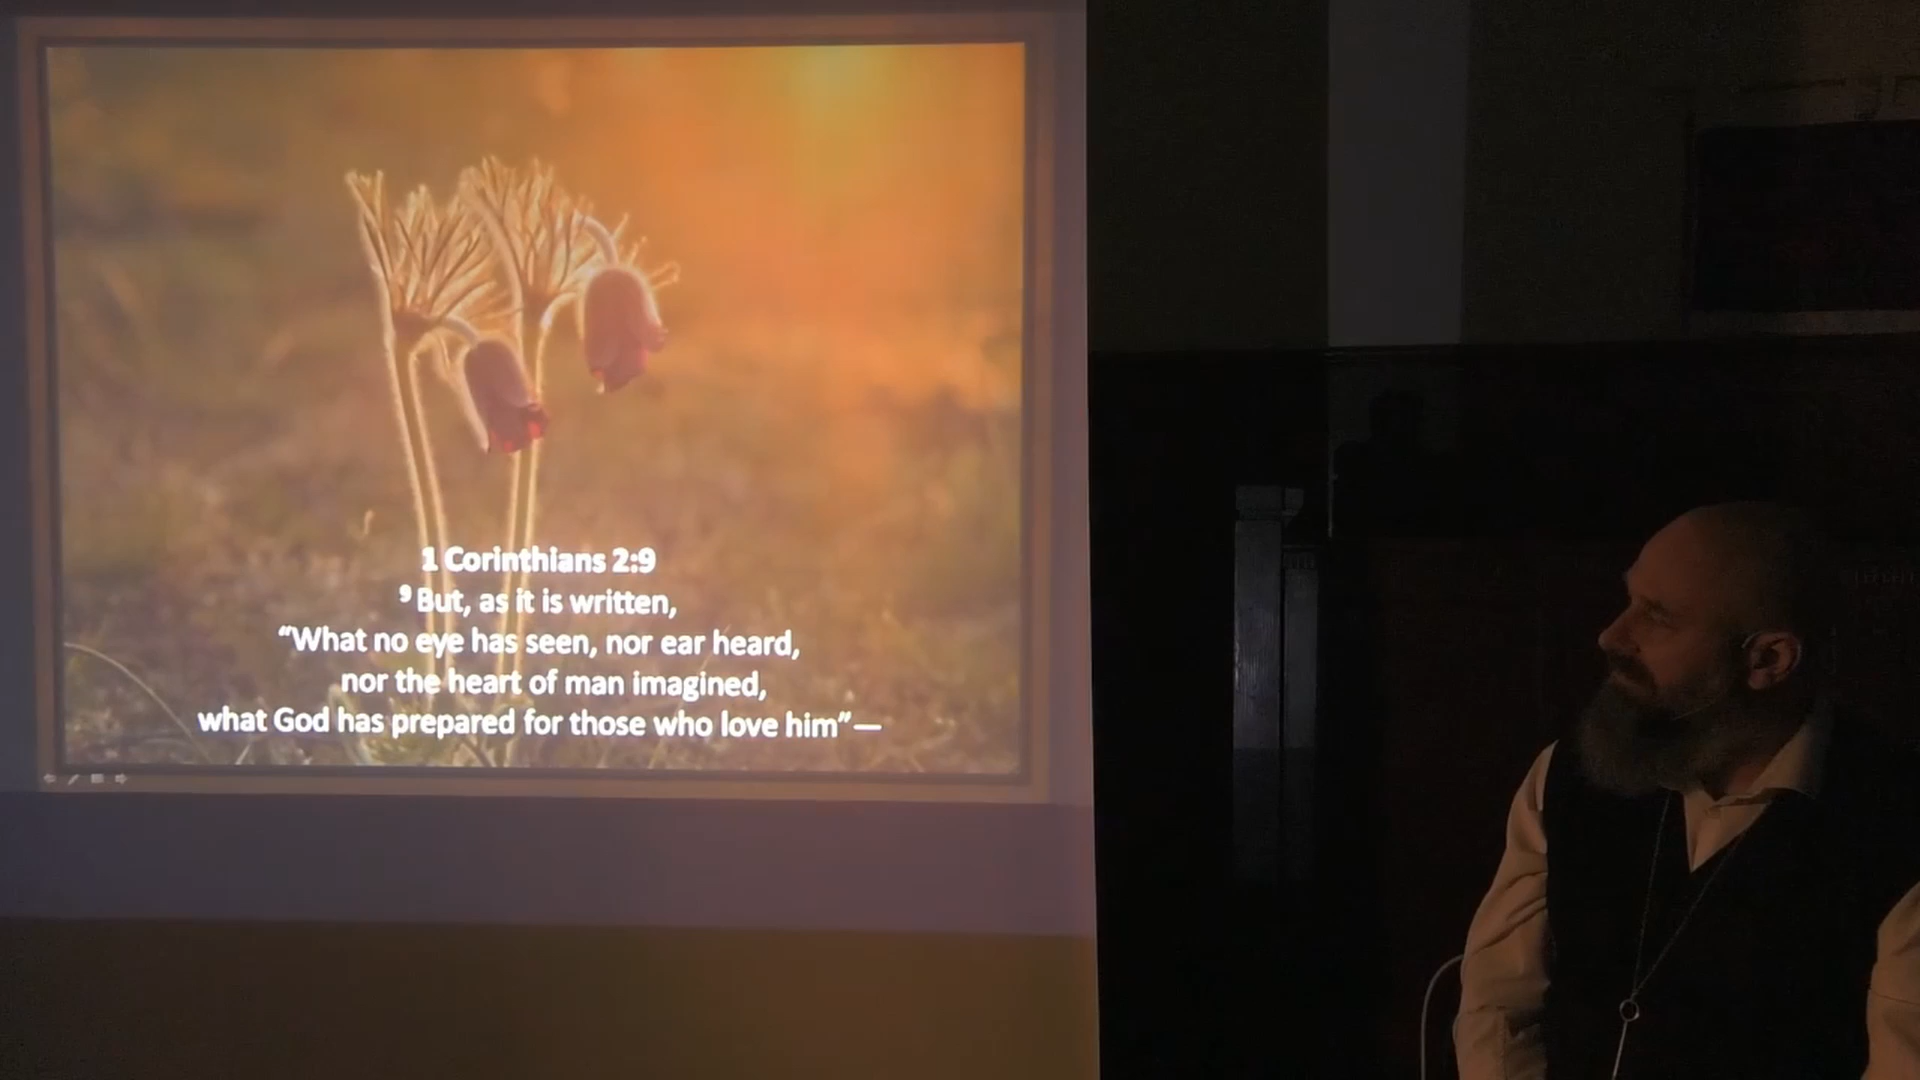 1 Corinthians 2:9
9 But, as it is written,
“What no eye has seen, nor ear heard,
nor the heart of man imagined,
what God has prepared for those who love him”—